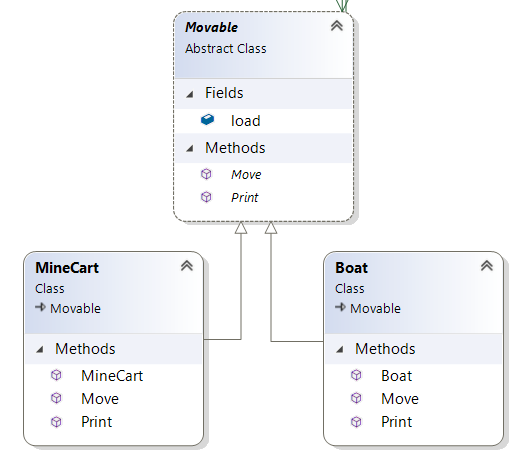 Movable
Abstract Class
Fields
load
Methods
Move
Print
MineCart
Class
Movable
Methods
MineCart
Move
Print
Boat
Class
Movable
Methods
Boat
Move
Print